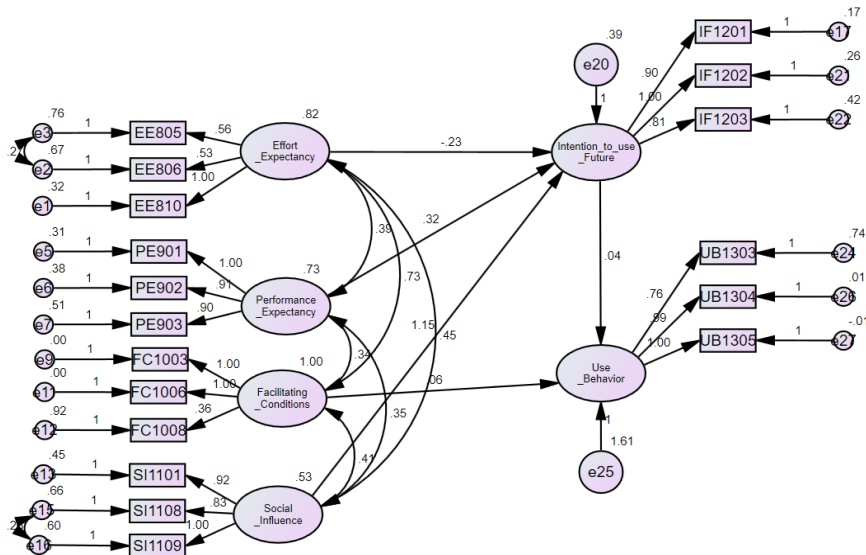 .39
.17
e20
1
.90
IF1201
1
e17
.26
1.00
IF1202
1
e21
.42
.81
IF1203
1
e22
.76
e3
1
EE805
.56
.82
Effort
_Expectancy
-.23
Intention_to_use
_Future
.2
.67
e2
1
EE806
.53
.32
e1
1
EE810
1.00
.31
e5
1
PE901
1.00
.39
.32
.38
e6
1
PE902
.91
.73
Performance
_Expectancy
.73
.04
.51
e7
1
PE903
.90
1.15
.45
.74
UB1303
1
e24
.76
.01
UB1304
1
e26
.99
-.01
UB1305
1
e27
1.00
.00
e9
1
FC1003
1.00
1.00
.34
Use
_Behavior
.00
e11
1
FC1006
1.00
Facilitating
_Conditions
.06
.92
e12
1
FC1008
.36
.35
1
1.61
e25
.45
e13
1
SI1101
.92
.53
.41
.66
e15
1
SI1108
.83
Social
_Influence
.60
e16
1
SI1109
1.00